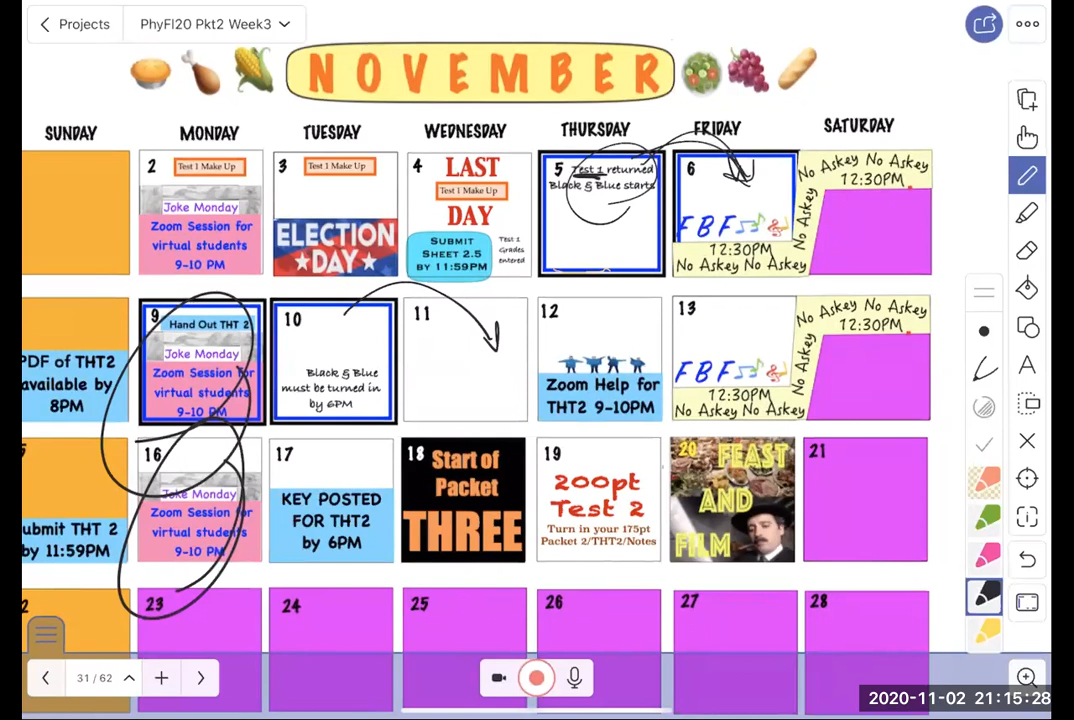 Projects
PhyFl20 Pkt2 Week3
NOVEMBER
SUNDAY MONDAY TUESDAY WEDNESDAY THURSDAY FRIDAY SATURDAY
2
Test 1 Make Up
Joke Monday
Zoom Session for
virtual students
9-10 PM
3
Test 1 Make Up
ELECTION
DAY
4
LAST
Test 1 Make Up
DAY
SUBMIT
SHEET 2.5
BY 11:59PM
Test 1
Grades
entered
5
Test 1 returned
Black & Blue starts
6
FBF
12:30PM
No Askey No Askey
No Askey
No Askey No Askey
12:30PM
PDF of THT2
available by
8PM
9
Hand Out THT 2
Joke Monday
Zoom Session for
virtual students
9-10 PM
10
Black & Blue
must be turned in
by 6PM
11
12
Zoom Help for
THT2 9-10PM
13
FBF
12:30PM
No Askey No Askey
No Askey
No Askey No Askey
12:30PM
5
ubmit THT 2
by 11:59PM
16
Joke Monday
Zoom Session for
virtual students
9-10 PM
17
KEY POSTED
FOR THT2
by 6PM
18
Start of
Packet
THREE
19
200pt
Test 2
Turn in your 175pt
Packet 2/THT2/Notes
20
FEAST
AND
FILM
21
2
23
24
25
26
27
28
31 / 62
2020-11-02 21:15:28